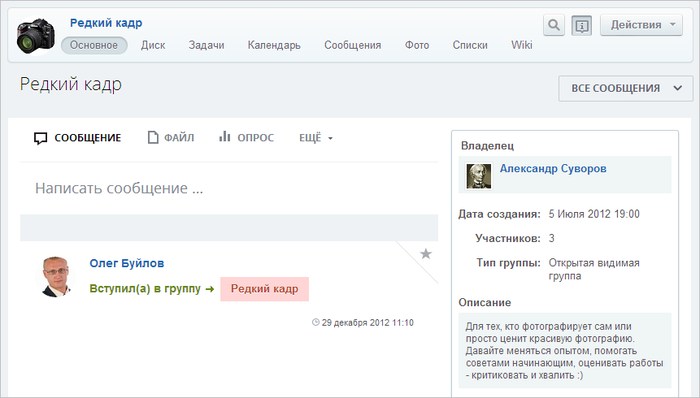 Редкий кадр
Действия
Основное Диск Задачи Календарь Сообщения Фото Списки Wiki
Редкий кадр
ВСЕ СООБЩЕНИЯ
СООБЩЕНИЕ ФАЙЛ ОПРОС ЕЩЁ
Написать сообщение ...
Олег Буйлов
Вступил(а) в группу → Редкий кадр
29 декабря 2012 11:10
Владелец
Александр Суворов
Дата создания: 5 Июля 2012 19:00
Участников: 3
Тип группы: Открытая видимая
группа
Описание
Для тех, кто фотографирует сам или
просто ценит красивую фотографию.
Давайте меняться опытом, помогать
советами начинающим, оценивать работы
- критиковать и хвалить :)